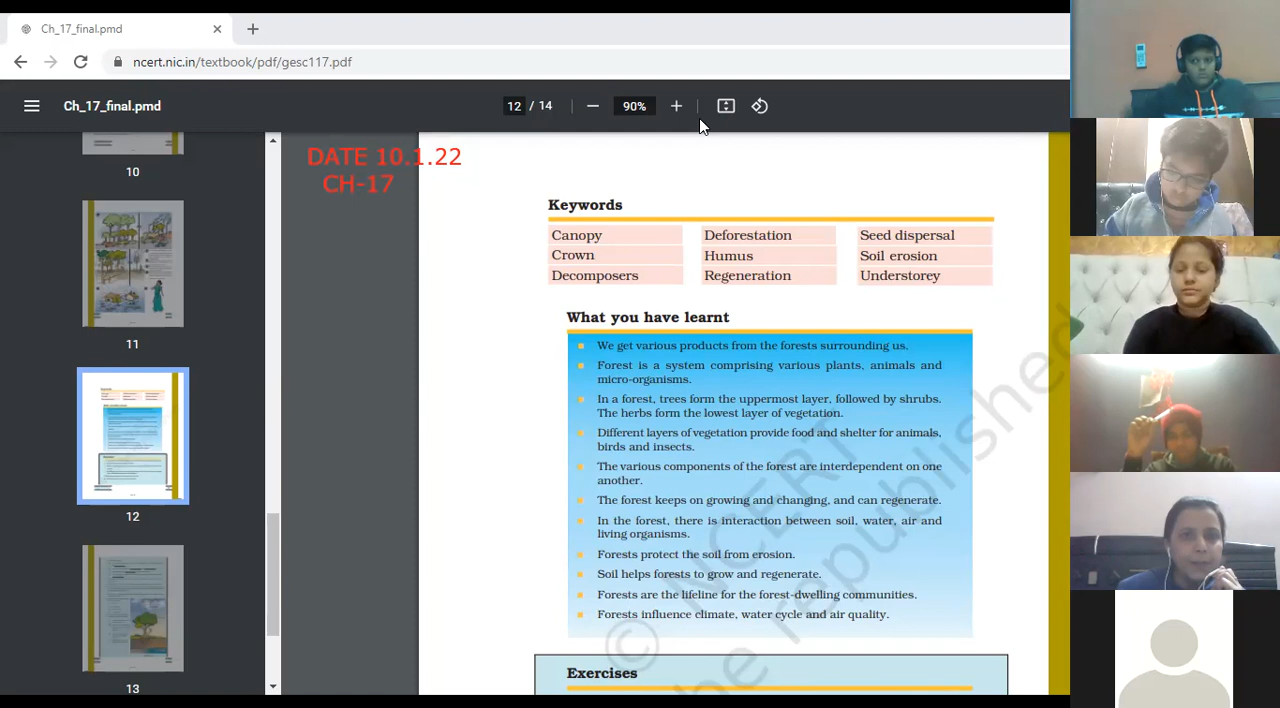 Ch_17_final.pmd
ncert.nic.in/textbook/pdf/gesc117.pdf
Ch_17_final.pmd
12 / 14
90%
DATE 10.1.22
CH-17
10
11
12
13
Keywords
Canopy Deforestation Seed dispersal
Crown Humus Soil erosion
Decomposers Regeneration Understorey
What you have learnt
We get various products from the forests surrounding us.
Forest is a system comprising various plants, animals and
micro-organisms.
In a forest, trees form the uppermost layer, followed by shrubs.
The herbs form the lowest layer of vegetation.
Different layers of vegetation provide food and shelter for animals,
birds and insects.
The various components of the forest are interdependent on one
another.
The forest keeps on growing and changing, and can regenerate.
In the forest, there is interaction between soil, water, air and
living organisms.
Forests protect the soil from erosion.
Soil helps forests to grow and regenerate.
Forests are the lifeline for the forest-dwelling communities.
Forests influence climate, water cycle and air quality.
Exercises
© NCERT
be republished